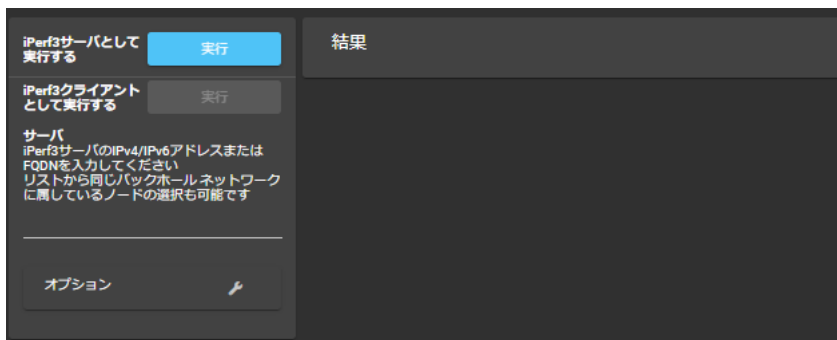 iPerf3サーバとして
実行する
実行
結果
iPerf3クライアント
として実行する
実行
サーバ
iPerf3サーバのIPv4/IPv6アドレスまたは
FQDNを入力してください
リストから同じバックホールネットワーク
に属しているノードの選択も可能です
オプション